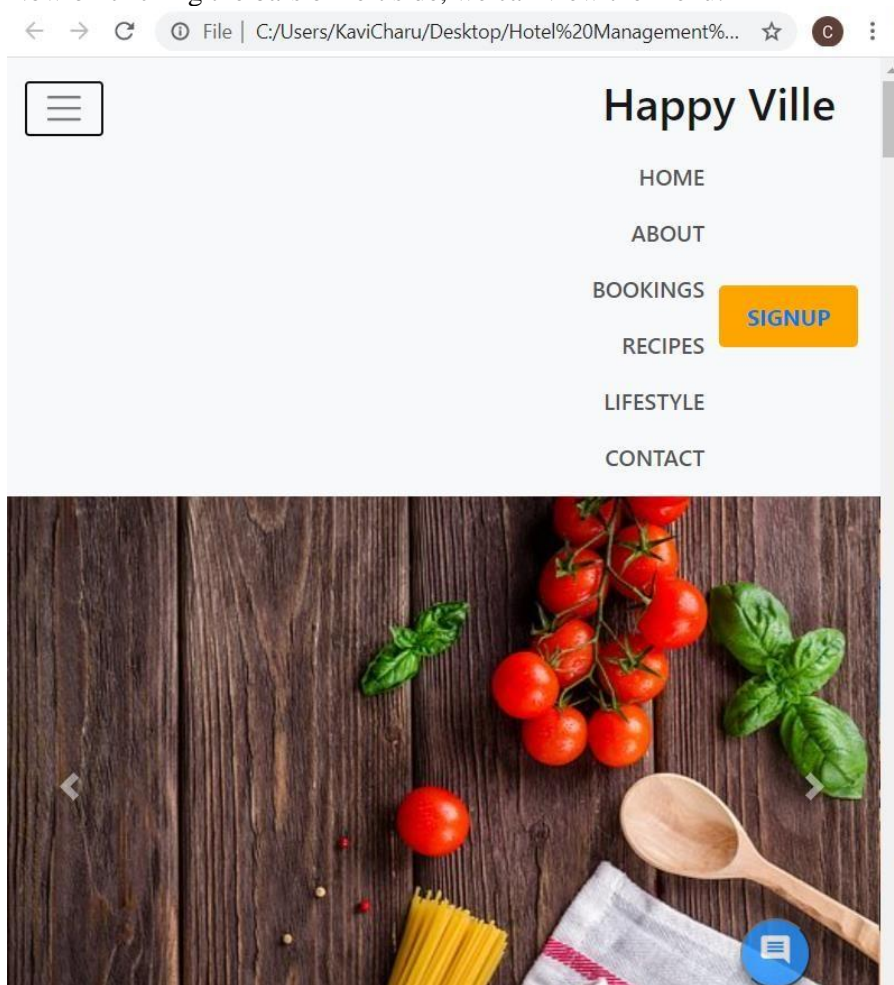 File | C:/Users/KaviCharu/Desktop/Hotel%20Management%... C
Happy Ville
HOME
ABOUT
BOOKINGS
SIGNUP
RECIPES
LIFESTYLE
CONTACT